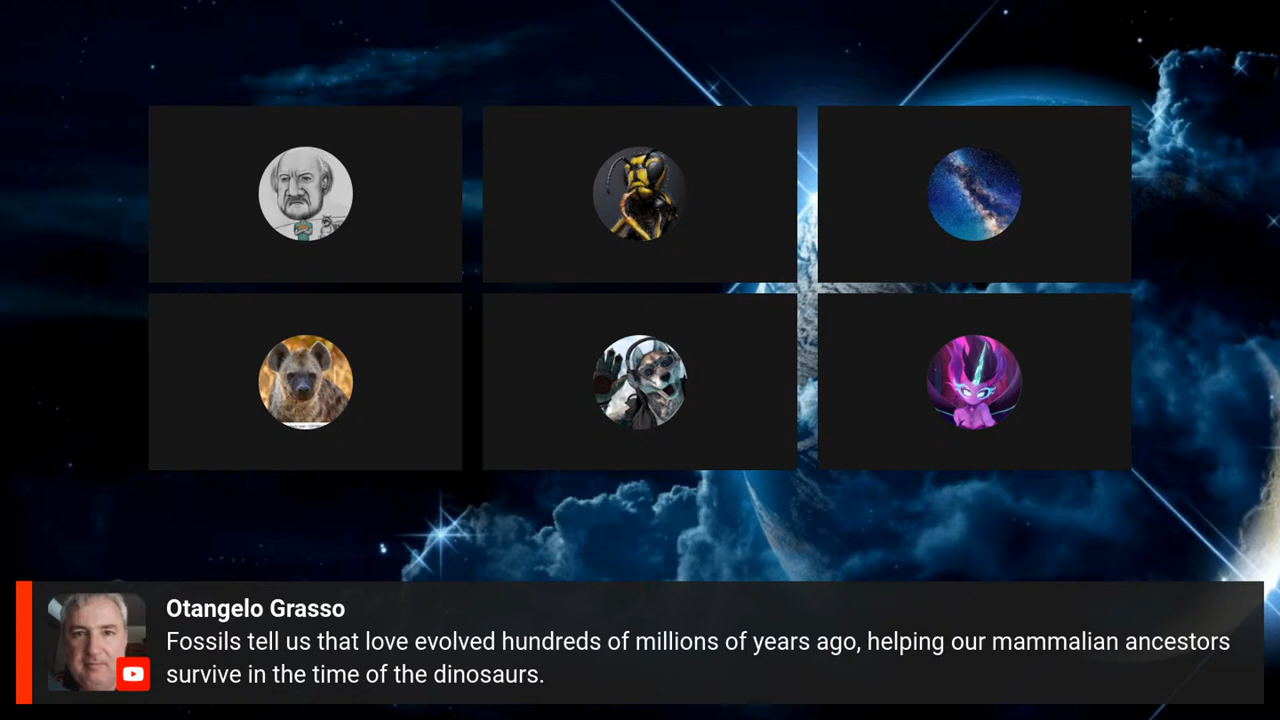 Otangelo Grasso
Fossils tell us that love evolved hundreds of millions of years ago, helping our mammalian ancestors
survive in the time of the dinosaurs.